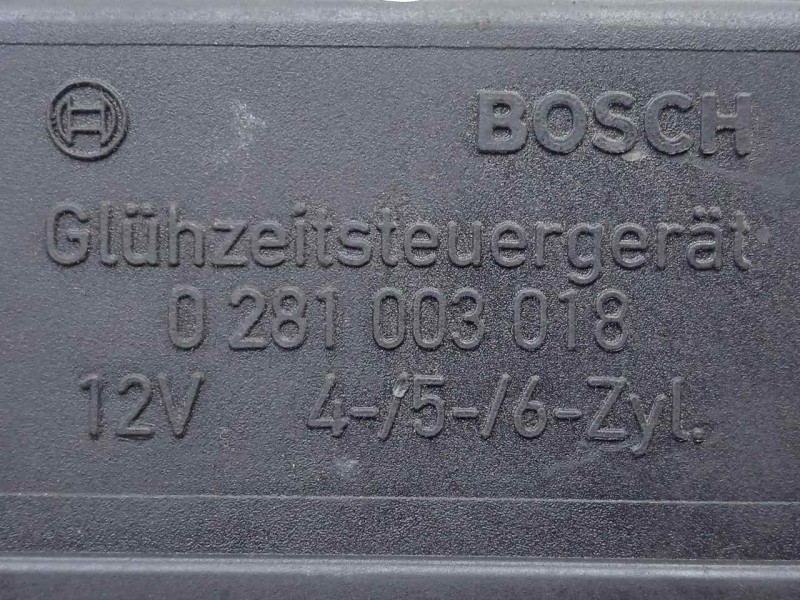 BOSCH
Glühzeitsteuergerät
0 281 003 018
12V 4-/5-/6-Zyl.